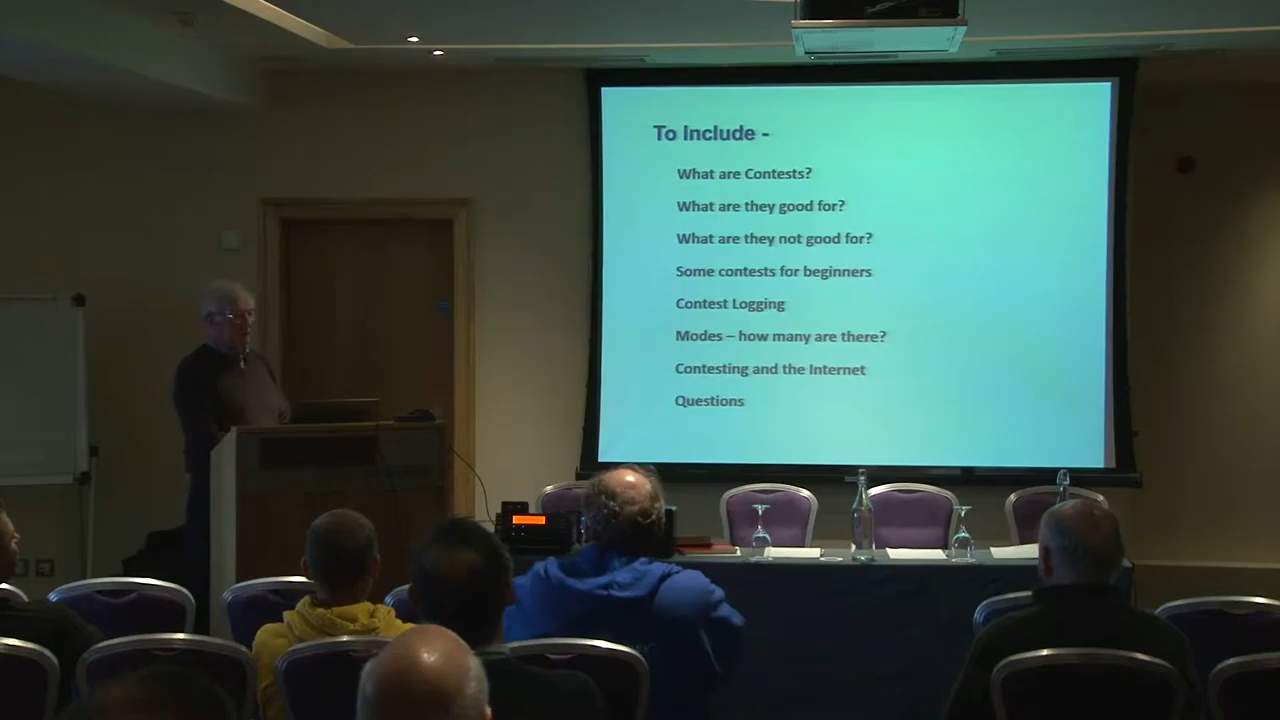 To Include -
What are Contests?
What are they good for?
What are they not good for?
Some contests for beginners
Contest Logging
Modes – how many are there?
Contesting and the Internet
Questions